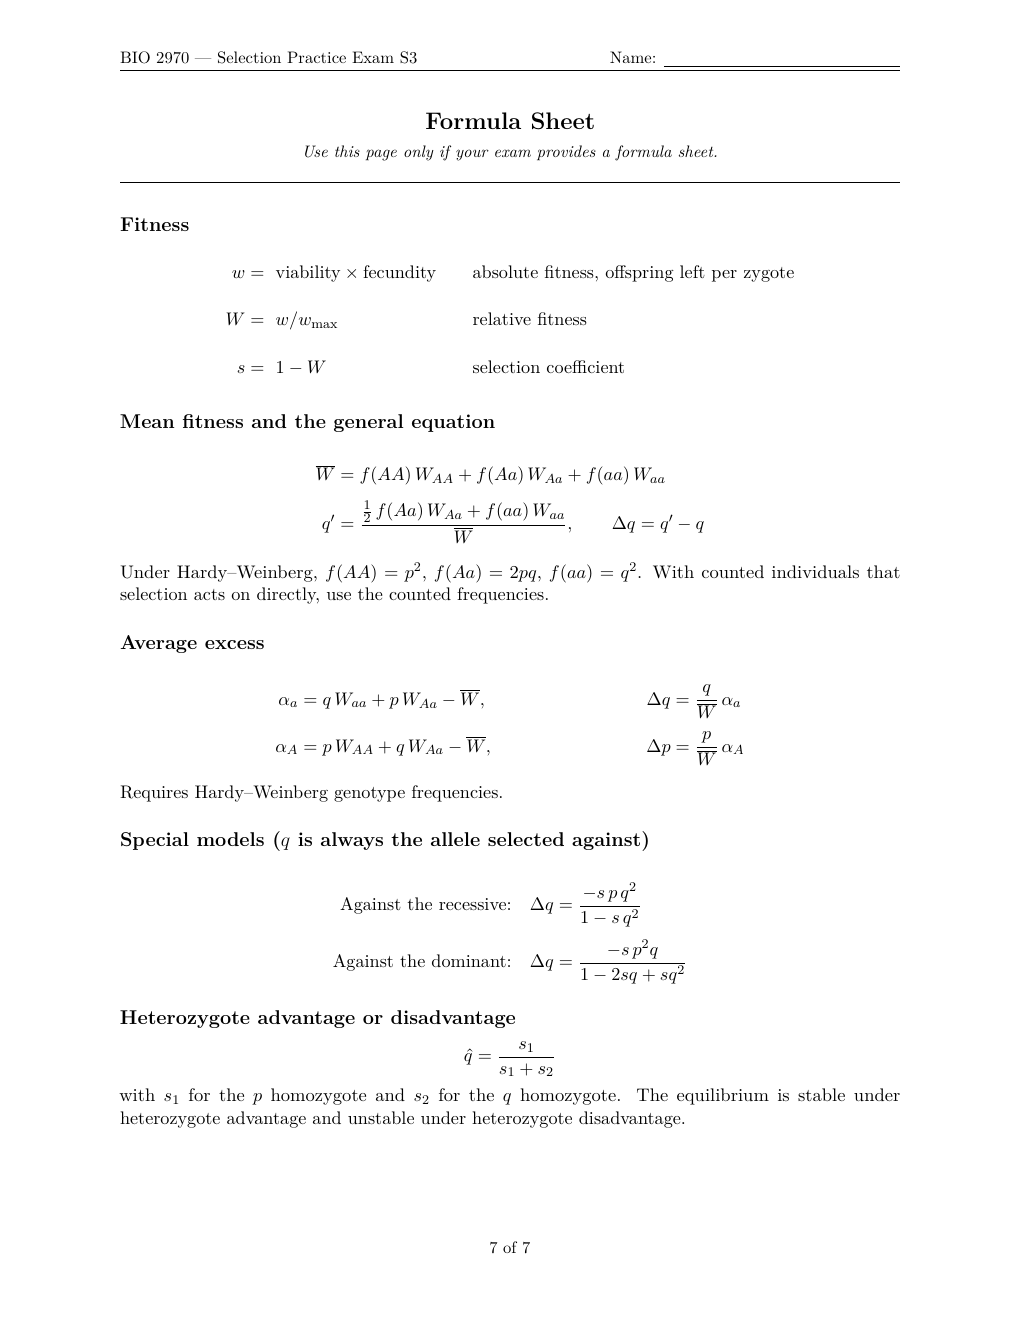 BIO 2970 — Selection Practice Exam S3 Name:
Formula Sheet
Use this page only if your exam provides a formula sheet.
Fitness
w = viability × fecundity absolute fitness, offspring left per zygote
W = w/w_max relative fitness
s = 1 − W selection coefficient
Mean fitness and the general equation
W̅ = f(AA) W_AA + f(Aa) W_Aa + f(aa) W_aa
q′ = (½ f(Aa) W_Aa + f(aa) W_aa) / W̅, Δq = q′ − q
Under Hardy–Weinberg, f(AA) = p², f(Aa) = 2pq, f(aa) = q². With counted individuals that
selection acts on directly, use the counted frequencies.
Average excess
α_a = q W_aa + p W_Aa − W̅, Δq = (q / W̅) α_a
α_A = p W_AA + q W_Aa − W̅, Δp = (p / W̅) α_A
Requires Hardy–Weinberg genotype frequencies.
Special models (q is always the allele selected against)
Against the recessive: Δq = (−s p q²) / (1 − s q²)
Against the dominant: Δq = (−s p²q) / (1 − 2sq + sq²)
Heterozygote advantage or disadvantage
q̂ = s₁ / (s₁ + s₂)
with s₁ for the p homozygote and s₂ for the q homozygote. The equilibrium is stable under
heterozygote advantage and unstable under heterozygote disadvantage.
7 of 7